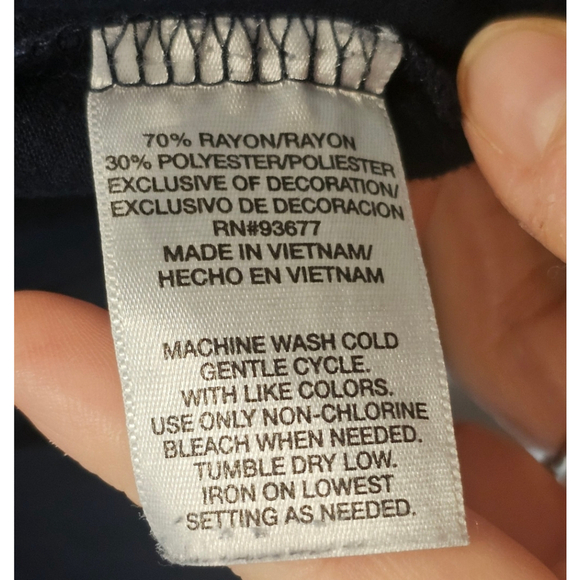 70% RAYON/RAYON
30% POLYESTER/POLIESTER
EXCLUSIVE OF DECORATION/
EXCLUSIVO DE DECORACION
RN#93677
MADE IN VIETNAM/
HECHO EN VIETNAM
MACHINE WASH COLD
GENTLE CYCLE.
WITH LIKE COLORS.
USE ONLY NON-CHLORINE
BLEACH WHEN NEEDED.
TUMBLE DRY LOW.
IRON ON LOWEST
SETTING AS NEEDED.